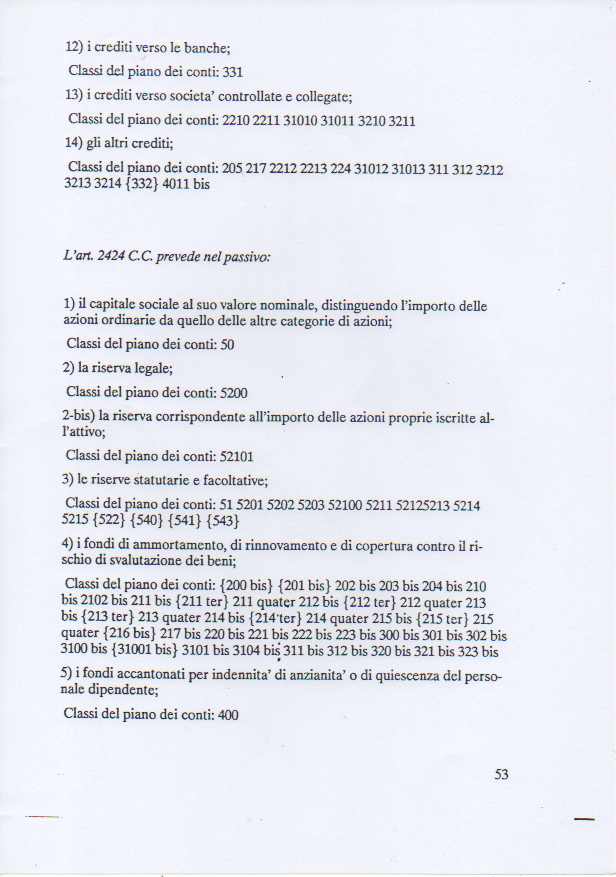 12) i crediti verso le banche;
Classi del piano dei conti: 331
13) i crediti verso societa' controllate e collegate;
Classi del piano dei conti: 2210 2211 31010 31011 3210 3211
14) gli altri crediti;
Classi del piano dei conti: 205 217 2212 2213 224 31012 31013 311 312 3212
3213 3214 {332} 4011 bis
L'art. 2424 C.C. prevede nel passivo:
1) il capitale sociale al suo valore nominale, distinguendo l'importo delle
azioni ordinarie da quello delle altre categorie di azioni;
Classi del piano dei conti: 50
2) la riserva legale;
Classi del piano dei conti: 5200
2-bis) la riserva corrispondente all'importo delle azioni proprie iscritte al-
l'attivo;
Classi del piano dei conti: 52101
3) le riserve statutarie e facoltative;
Classi del piano dei conti: 51 5201 5202 5203 52100 5211 52125213 5214
5215 {522} {540} {541} {543}
4) i fondi di ammortamento, di rinnovamento e di copertura contro il ri-
schio di svalutazione dei beni;
Classi del piano dei conti: {200 bis} {201 bis} 202 bis 203 bis 204 bis 210
bis 2102 bis 211 bis {211 ter} 211 quater 212 bis {212 ter} 212 quater 213
bis {213 ter} 213 quater 214 bis {214 ter} 214 quater 215 bis {215 ter} 215
quater {216 bis} 217 bis 220 bis 221 bis 222 bis 223 bis 300 bis 301 bis 302 bis
3100 bis {31001 bis} 3101 bis 3104 bis 311 bis 312 bis 320 bis 321 bis 323 bis
5) i fondi accantonati per indennita' di anzianita' o di quiescenza del perso-
nale dipendente;
Classi del piano dei conti: 400
53